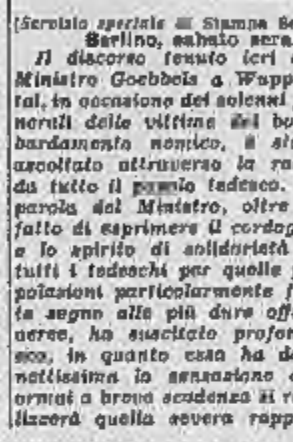 (Servizio speciale di Stampa Se
Berlino, sabato sera
Il discorso tenuto ieri
Ministro Goebbels a Wupp
tal, in occasione dei solenni
nerali delle vittime del bo
bardamento nemico, è st
ascoltato attraverso la ra
da tutto il popolo tedesco.
parola del Ministro, oltre
fatto di esprimere il cordog
e lo spirito di solidarietà
tutti i tedeschi per quelle
polazioni particolarmente
te segno alle più dure off
aeree, ha suscitato profon
eco, in quanto essa ha d
nettissima la sensazione
ormai a breve scadenza il
lizzerà quella severa rapp